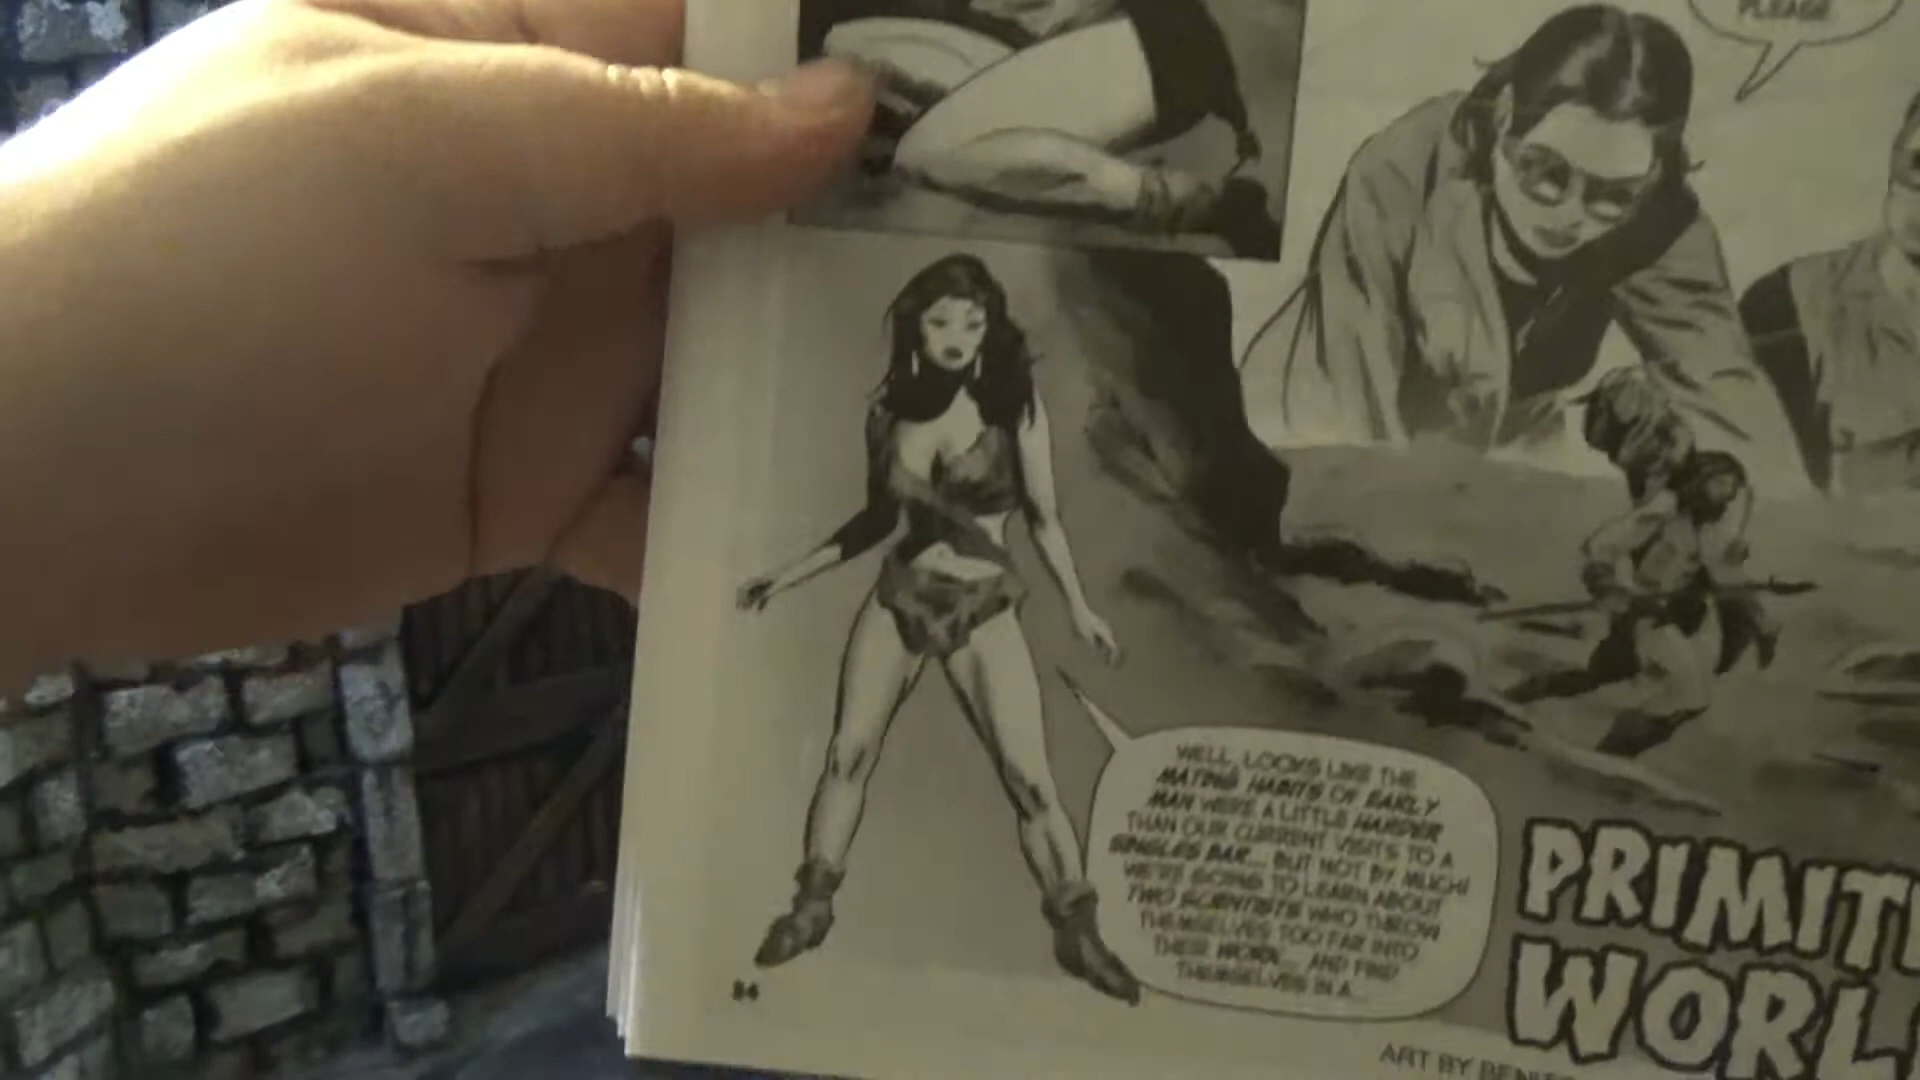 PLEASE.
WELL, LOOKS LIKE THE
MATING HABITS OF EARLY
MAN WERE A LITTLE HARDER
THAN OUR CURRENT VISITS TO A
SINGLES BAR... BUT NOT BY MUCH!
WE'RE GOING TO LEARN ABOUT
TWO SCIENTISTS WHO THROW
THEMSELVES TOO FAR INTO
THEIR WORK... AND FIND
THEMSELVES IN A...
PRIMITI
WORL
ART BY BENIT
84